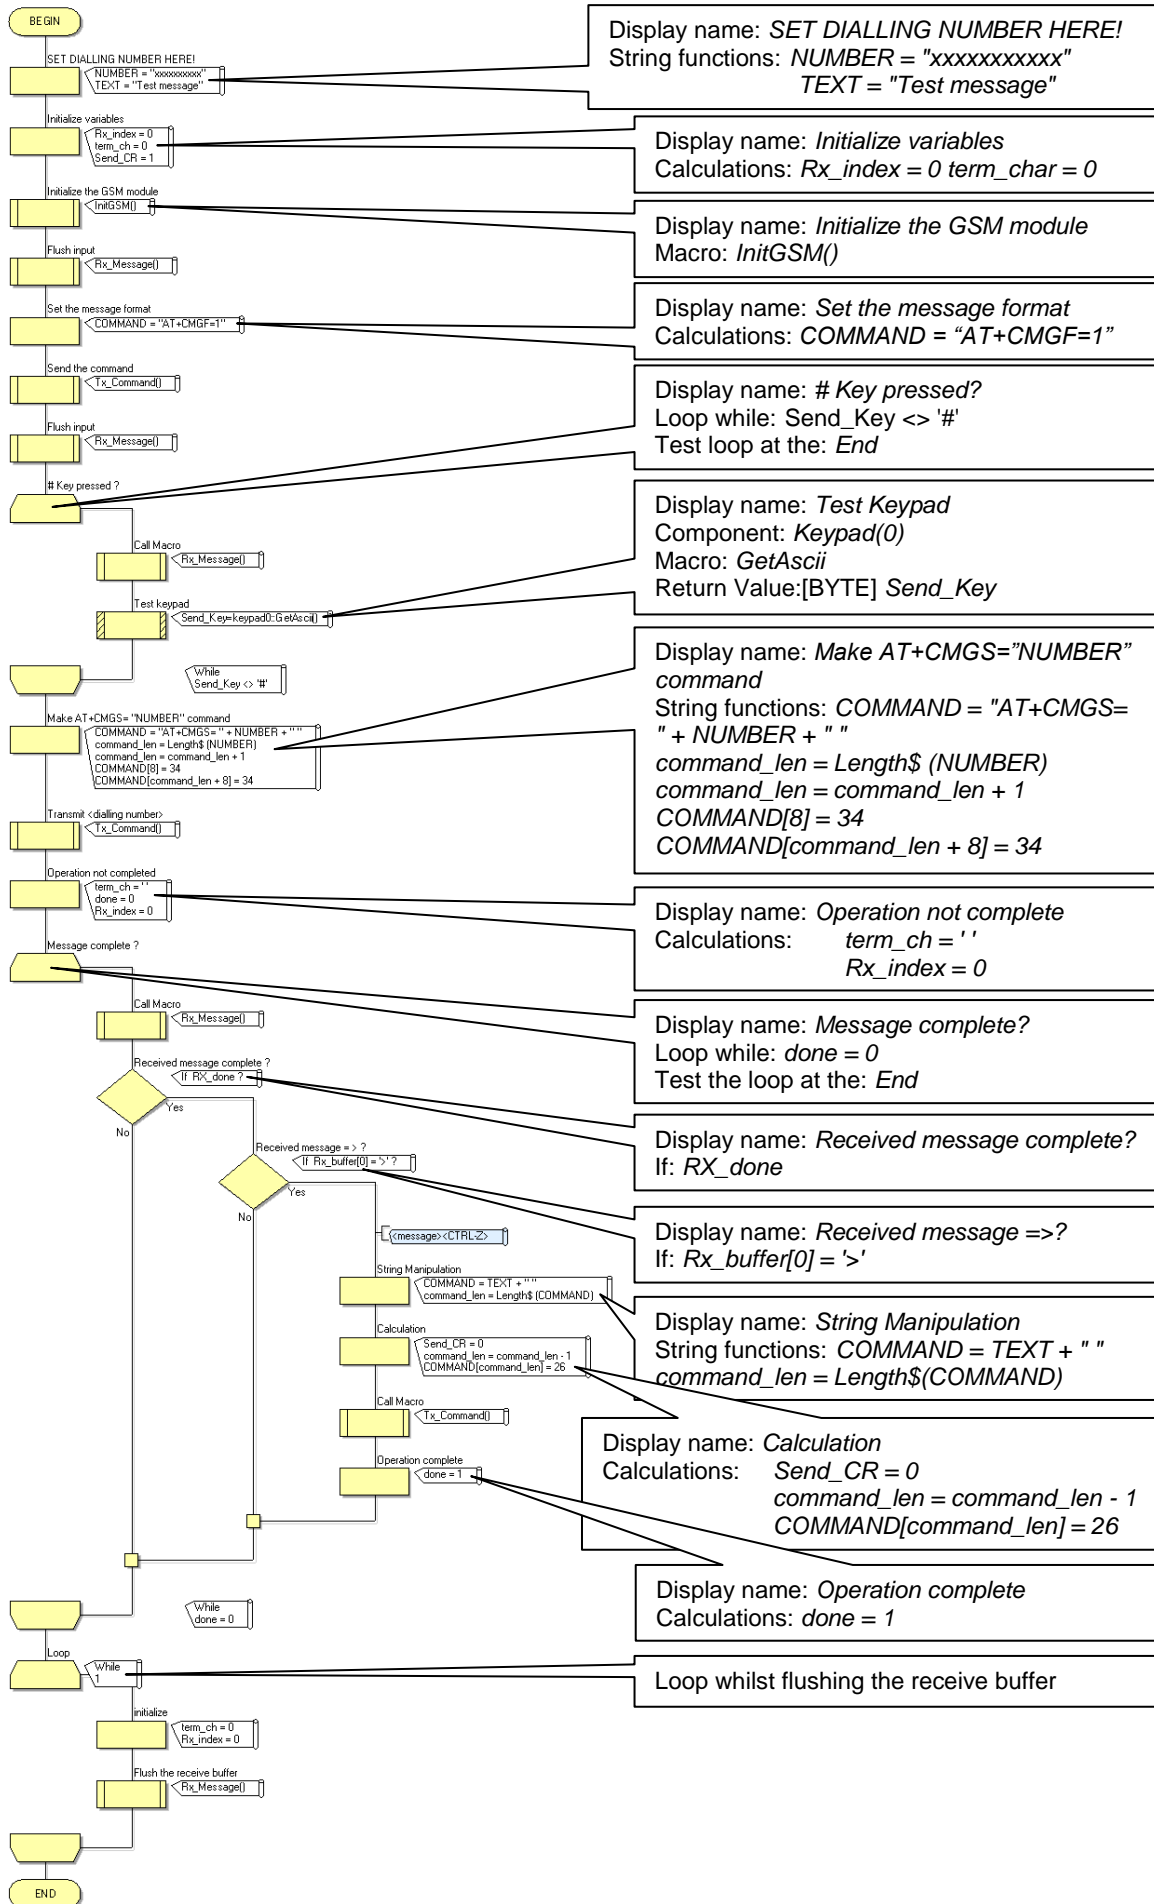 BEGIN
SET DIALLING NUMBER HERE!
NUMBER = "xxxxxxxxxx"
TEXT = "Test message"
Display name: SET DIALLING NUMBER HERE!
String functions: NUMBER = "xxxxxxxxxxx"
TEXT = "Test message"
Initialize variables
Rx_index = 0
term_ch = 0
Send_CR = 1
Display name: Initialize variables
Calculations: Rx_index = 0 term_char = 0
Initialize the GSM module
InitGSM()
Display name: Initialize the GSM module
Macro: InitGSM()
Flush input
Rx_Message()
Set the message format
COMMAND = "AT+CMGF=1"
Display name: Set the message format
Calculations: COMMAND = “AT+CMGF=1”
Send the command
Tx_Command()
Flush input
Rx_Message()
# Key pressed ?
Display name: # Key pressed?
Loop while: Send_Key <> '#'
Test loop at the: End
Call Macro
Rx_Message()
Test keypad
Send_Key=keypad0::GetAscii()
Display name: Test Keypad
Component: Keypad(0)
Macro: GetAscii
Return Value:[BYTE] Send_Key
While
Send_Key <> '#'
Make AT+CMGS= "NUMBER" command
COMMAND = "AT+CMGS= " + NUMBER + " "
command_len = Length$ (NUMBER)
command_len = command_len + 1
COMMAND[8] = 34
COMMAND[command_len + 8] = 34
Display name: Make AT+CMGS=”NUMBER”
command
String functions: COMMAND = "AT+CMGS=
" + NUMBER + " "
command_len = Length$ (NUMBER)
command_len = command_len + 1
COMMAND[8] = 34
COMMAND[command_len + 8] = 34
Transmit <dialling number>
Tx_Command()
Operation not completed
term_ch = ' '
done = 0
Rx_index = 0
Display name: Operation not complete
Calculations: term_ch = ' '
Rx_index = 0
Message complete ?
Display name: Message complete?
Loop while: done = 0
Test the loop at the: End
Call Macro
Rx_Message()
Received message complete ?
If RX_done ?
Yes
No
Display name: Received message complete?
If: RX_done
Received message = > ?
If Rx_buffer[0] = '>' ?
Yes
No
Display name: Received message =>?
If: Rx_buffer[0] = '>'
<message><CTRL-Z>
String Manipulation
COMMAND = TEXT + " "
command_len = Length$ (COMMAND)
Display name: String Manipulation
String functions: COMMAND = TEXT + " "
command_len = Length$(COMMAND)
Calculation
Send_CR = 0
command_len = command_len - 1
COMMAND[command_len] = 26
Display name: Calculation
Calculations: Send_CR = 0
command_len = command_len - 1
COMMAND[command_len] = 26
Call Macro
Tx_Command()
Operation complete
done = 1
Display name: Operation complete
Calculations: done = 1
While
done = 0
Loop
While
1
Loop whilst flushing the receive buffer
initialize
term_ch = 0
Rx_index = 0
Flush the receive buffer
Rx_Message()
END